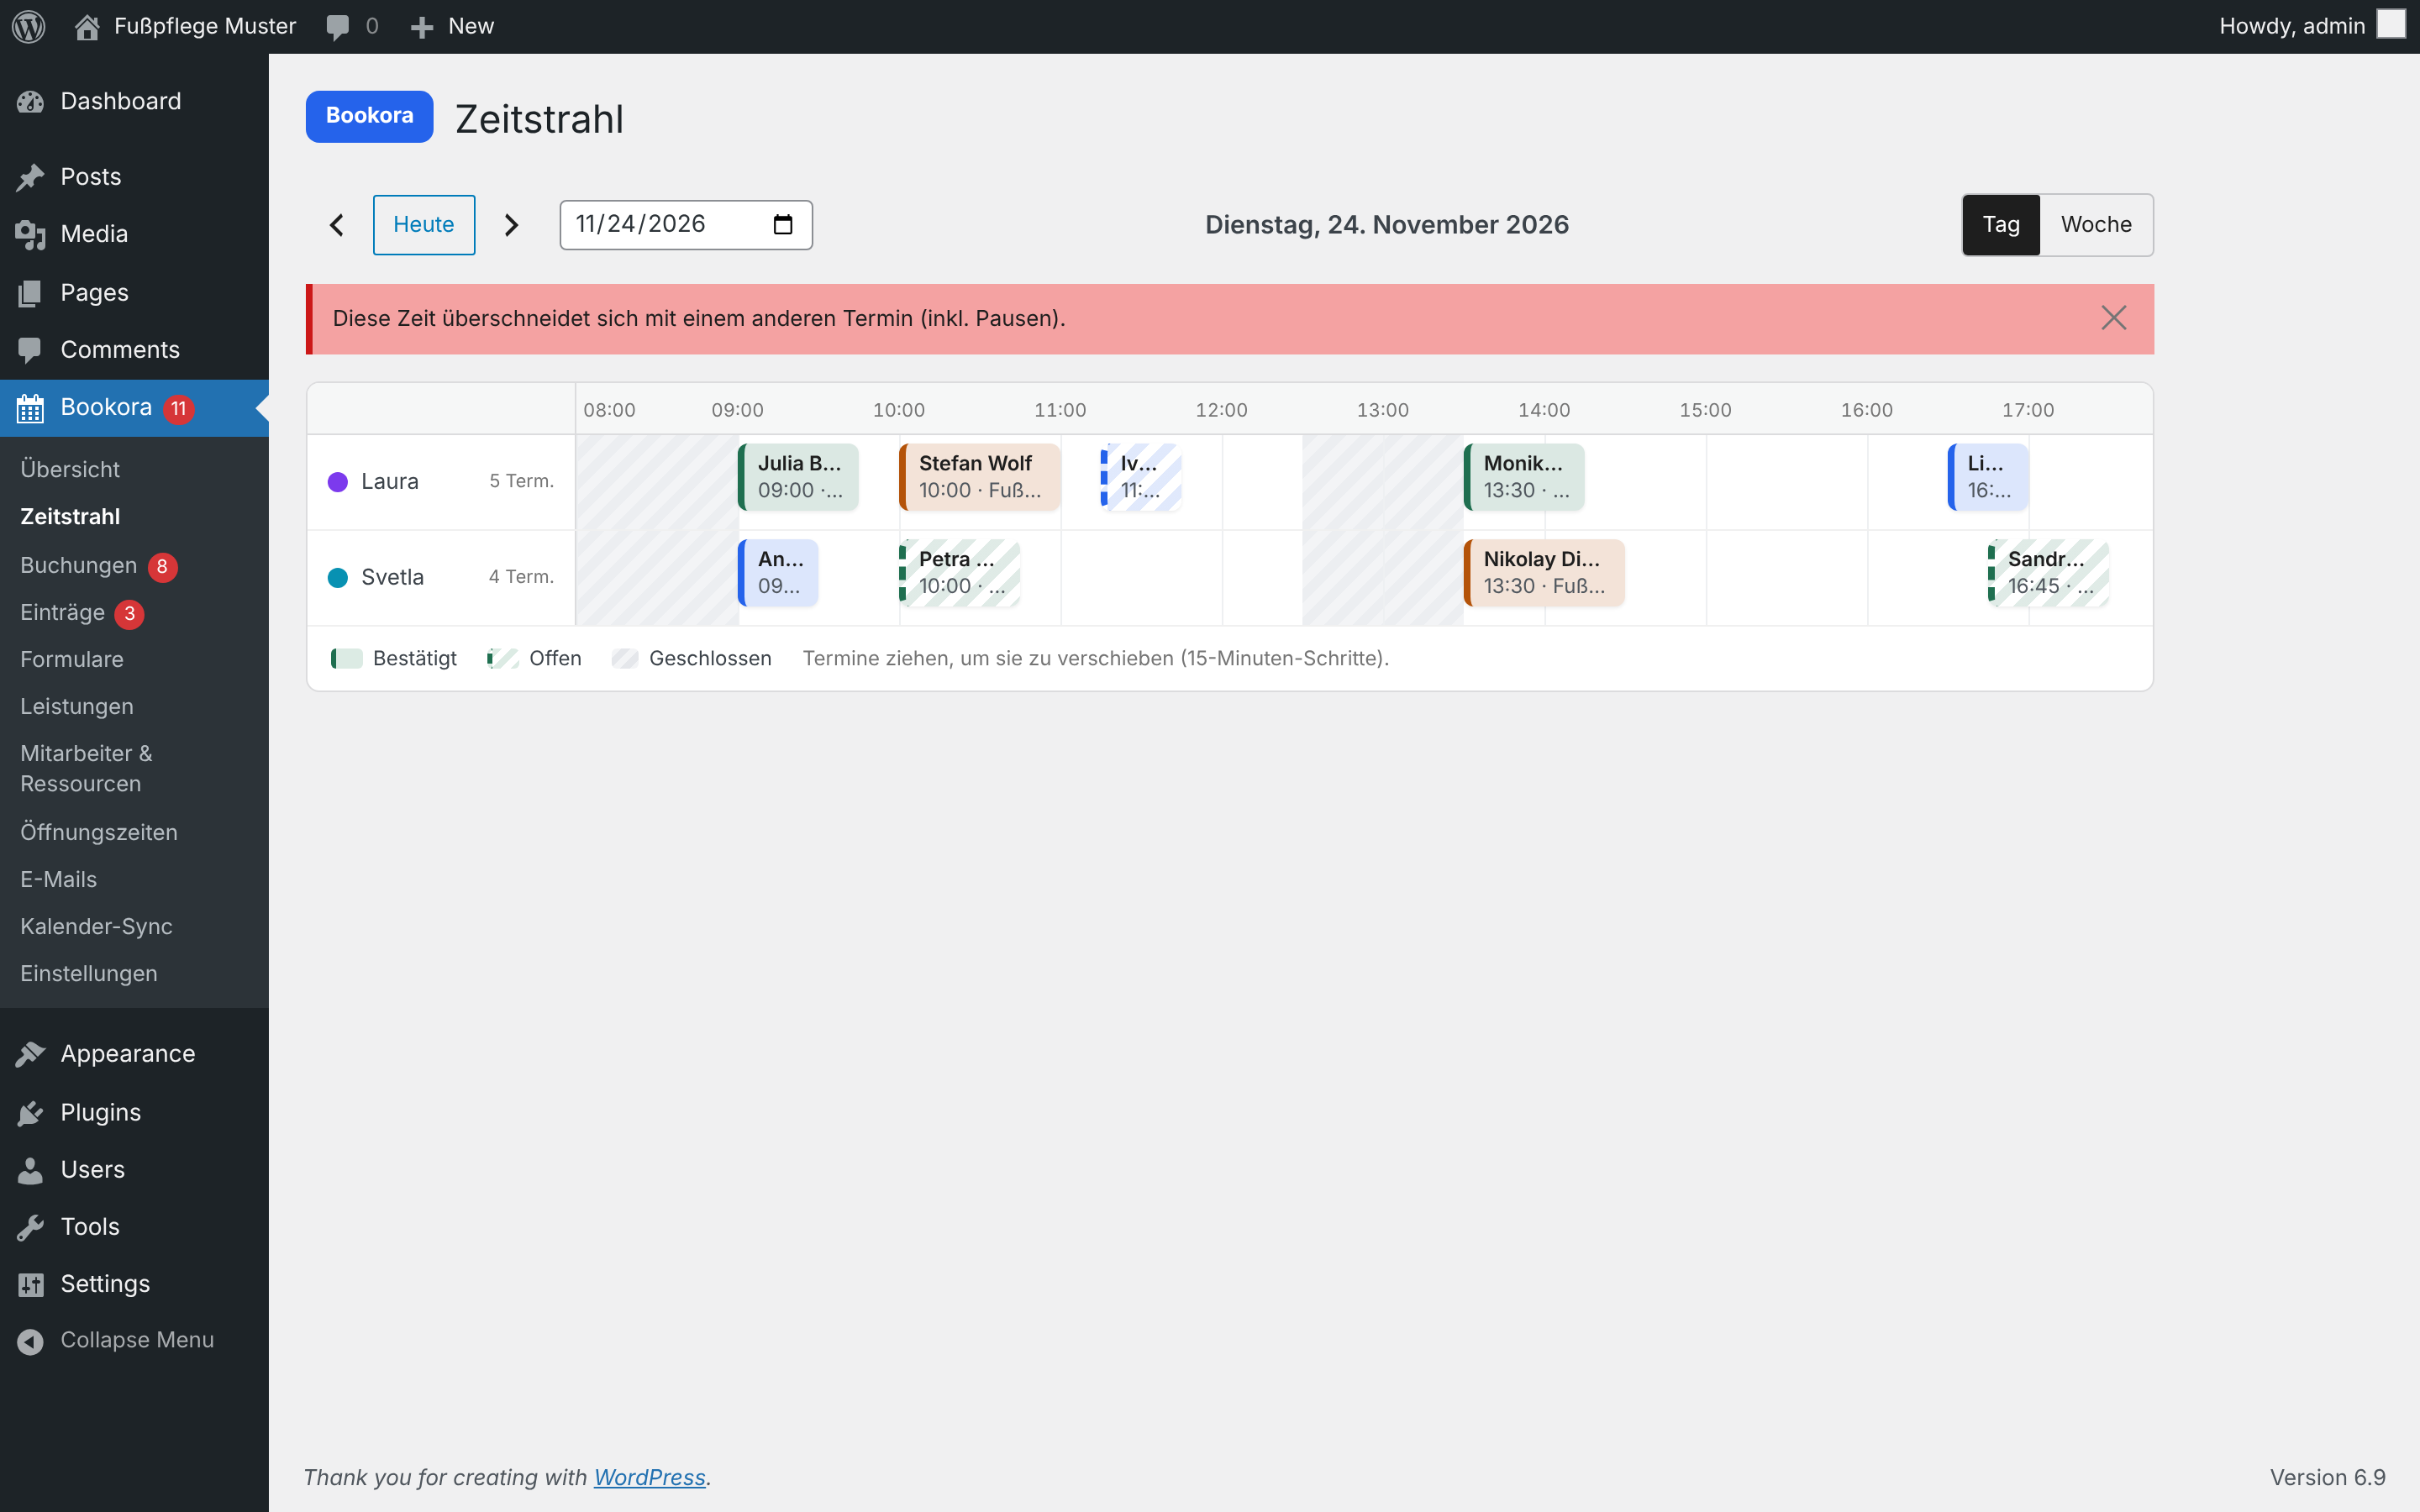 Fußpflege Muster
0
New
Howdy, admin
Dashboard
Posts
Media
Pages
Comments
Bookora 11
Übersicht
Zeitstrahl
Buchungen 8
Einträge 3
Formulare
Leistungen
Mitarbeiter &
Ressourcen
Öffnungszeiten
E-Mails
Kalender-Sync
Einstellungen
Appearance
Plugins
Users
Tools
Settings
Collapse Menu
Bookora Zeitstrahl
Heute
11/24/2026
Dienstag, 24. November 2026
Tag
Woche
Diese Zeit überschneidet sich mit einem anderen Termin (inkl. Pausen).
08:00 09:00 10:00 11:00 12:00 13:00 14:00 15:00 16:00 17:00
Laura
5 Term.
Julia B...
09:00 ·...
Stefan Wolf
10:00 · Fuß...
Iv...
11:...
Monik...
13:30 · ...
Li...
16:...
Svetla
4 Term.
An...
09...
Petra ...
10:00 · ...
Nikolay Di...
13:30 · Fuß...
Sandr...
16:45 · ...
Bestätigt
Offen
Geschlossen
Termine ziehen, um sie zu verschieben (15-Minuten-Schritte).
Thank you for creating with WordPress.
Version 6.9